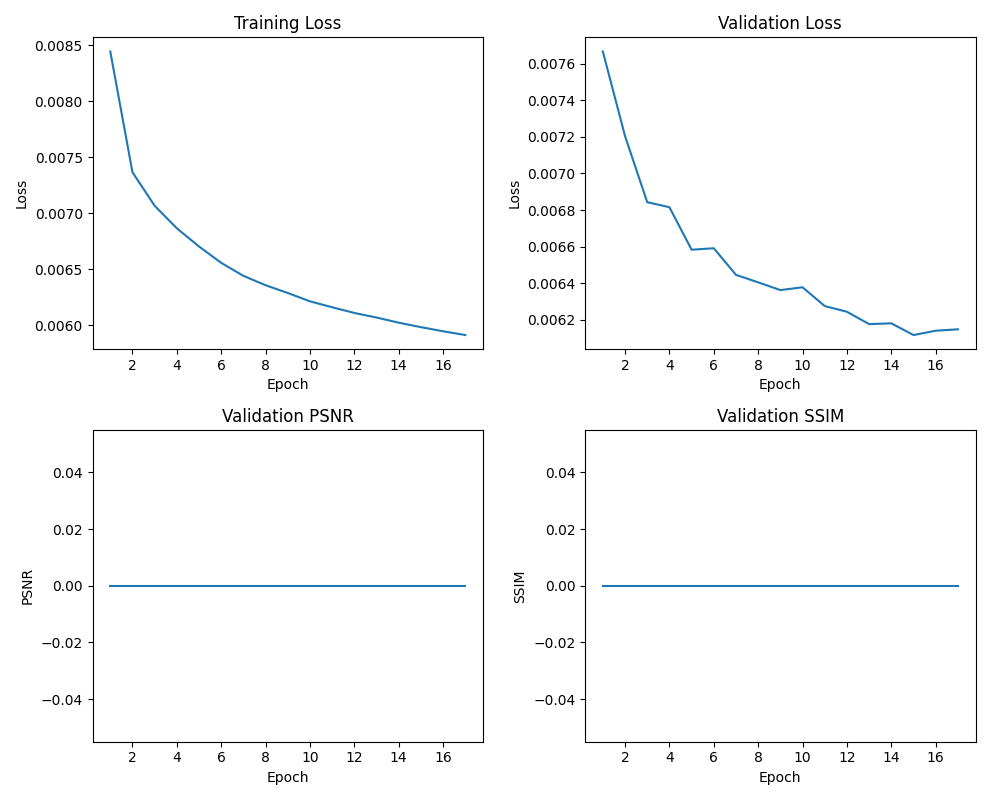 Training Loss
0.0085
0.0080
0.0075
0.0070
0.0065
0.0060
Loss
2 4 6 8 10 12 14 16
Epoch
Validation Loss
0.0076
0.0074
0.0072
0.0070
0.0068
0.0066
0.0064
0.0062
Loss
2 4 6 8 10 12 14 16
Epoch
Validation PSNR
0.04
0.02
0.00
−0.02
−0.04
PSNR
2 4 6 8 10 12 14 16
Epoch
Validation SSIM
0.04
0.02
0.00
−0.02
−0.04
SSIM
2 4 6 8 10 12 14 16
Epoch